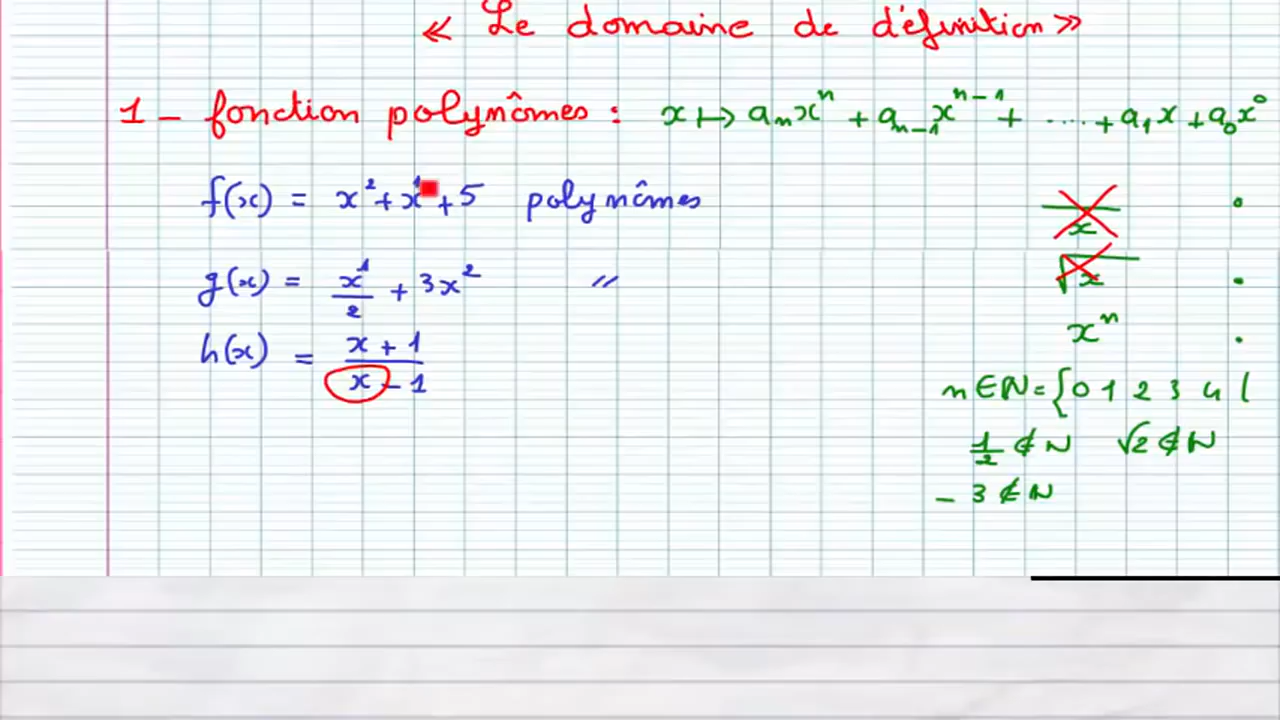 « Le domaine de définition »
1 - fonction polynômes : x ↦ aₙxⁿ + aₙ₋₁xⁿ⁻¹ + .... + a₁x + a₀x⁰
f(x) = x² + x¹ + 5 polynômes
x
g(x) = x¹/2 + 3x² //
√x
h(x) = x + 1 / x - 1
xⁿ
n ∈ N = {0 1 2 3 4 (
1/2 ∉ N √2 ∉ N
- 3 ∉ N